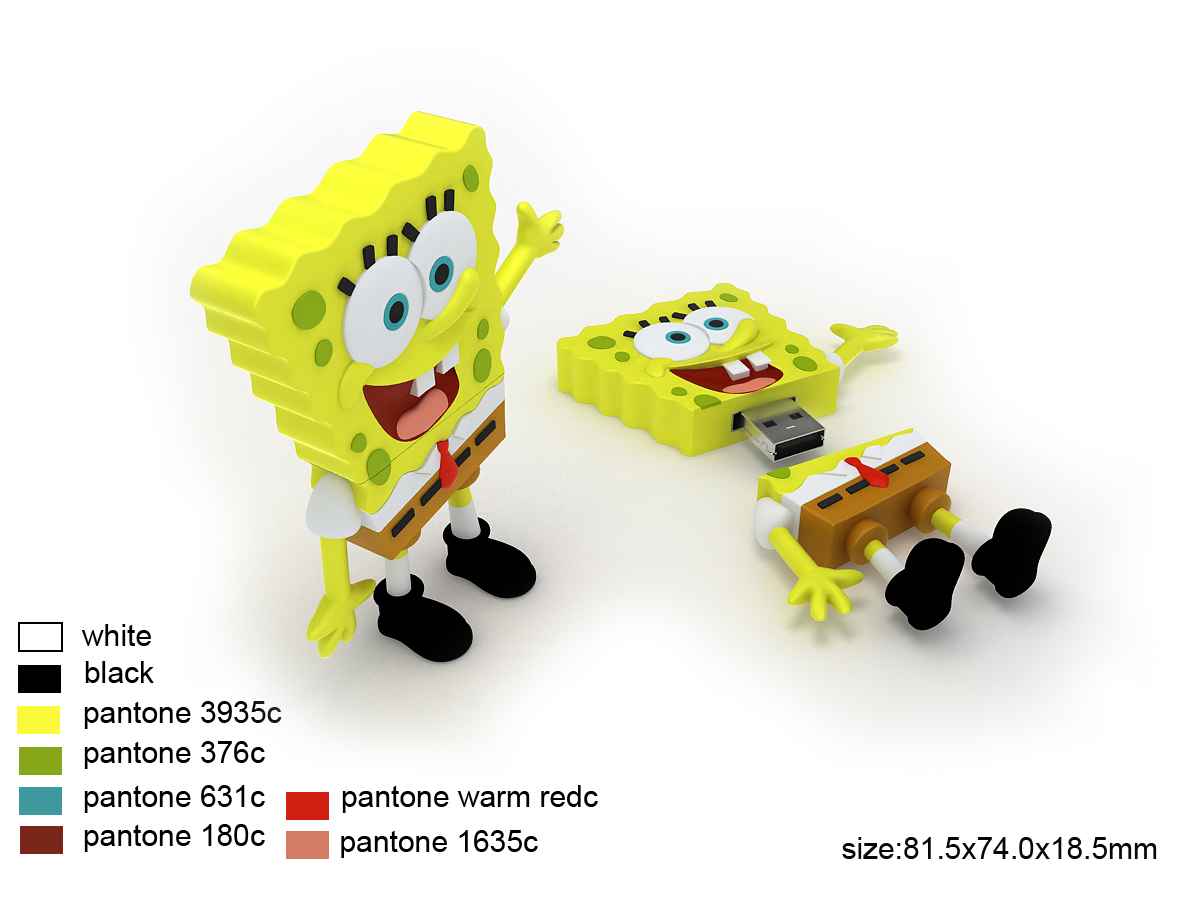 white
black
pantone 3935c
pantone 376c
pantone 631c
pantone 180c
pantone warm redc
pantone 1635c
size:81.5x74.0x18.5mm